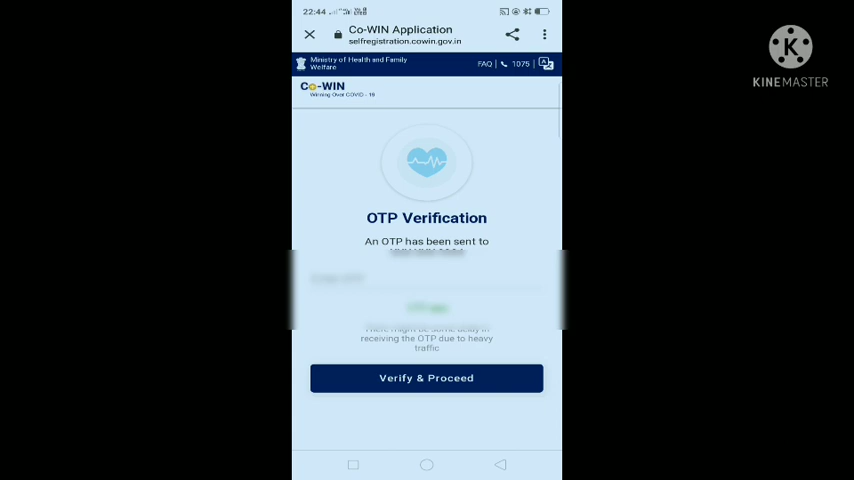 22:44
Co-WIN Application
selfregistration.cowin.gov.in
Ministry of Health and Family
Welfare
FAQ | 1075 |
Co-WIN
Winning Over COVID - 19
OTP Verification
An OTP has been sent to
There might be some delay in
receiving the OTP due to heavy
traffic
Verify & Proceed
K
KINEMASTER